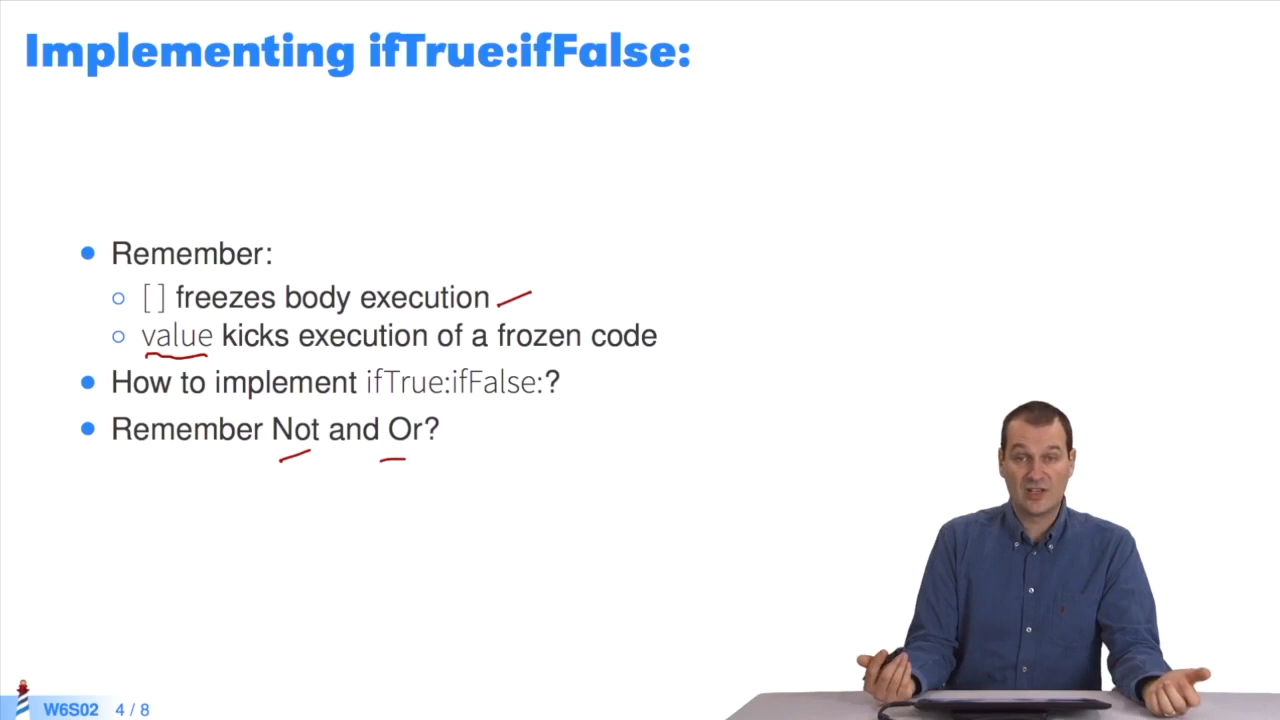 Implementing ifTrue:ifFalse:
Remember:
[ ] freezes body execution
value kicks execution of a frozen code
How to implement ifTrue:ifFalse:?
Remember Not and Or?
W6S02 4 / 8